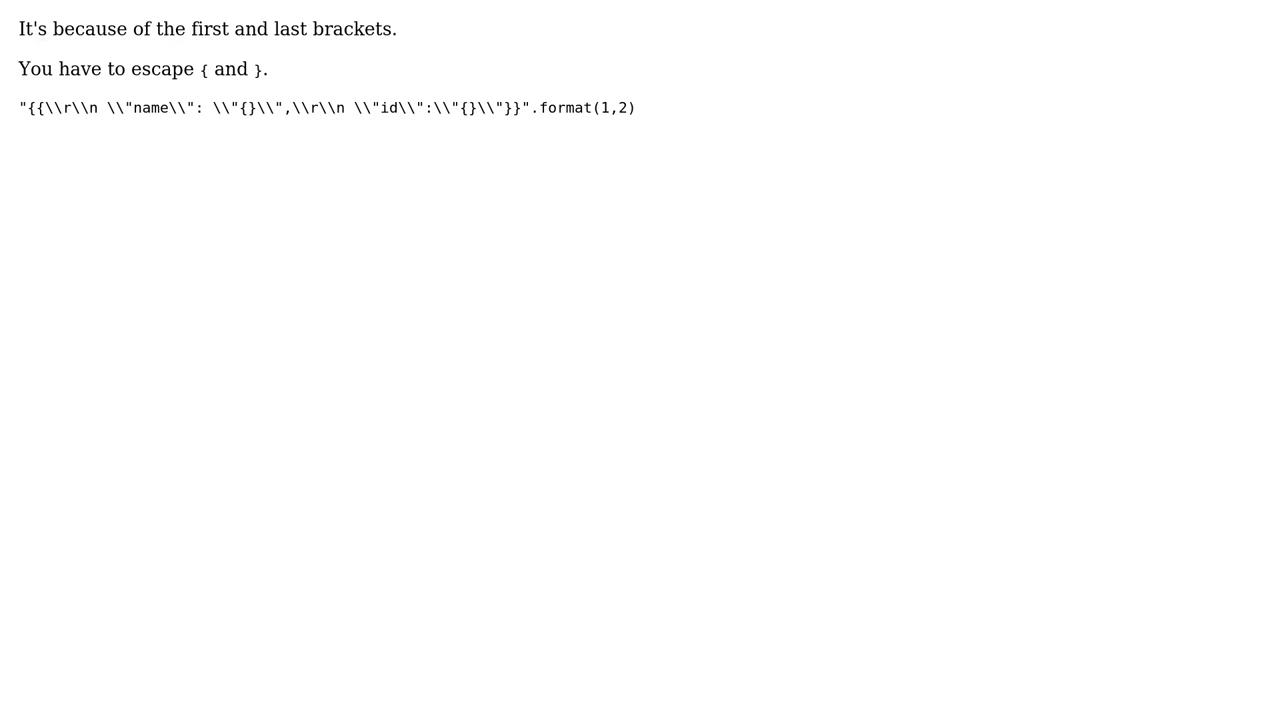 It's because of the first and last brackets.
You have to escape { and }.
"{{\\r\\n \\"name\\": \\"{}\\",\\r\\n \\"id\\":\\"{}\\"}}".format(1,2)